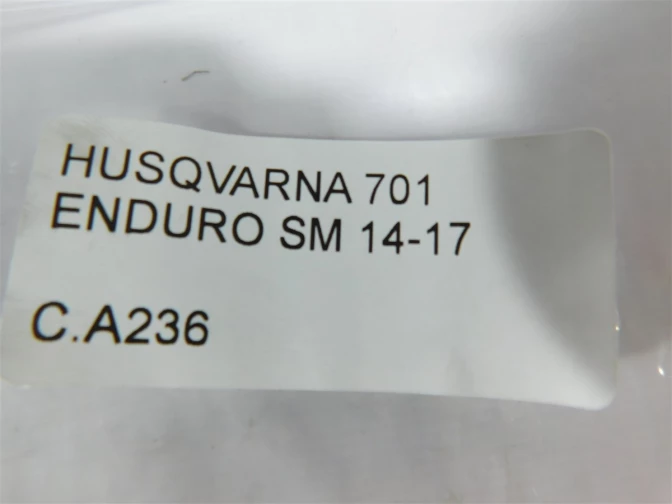 HUSQVARNA 701
ENDURO SM 14-17
C.A236